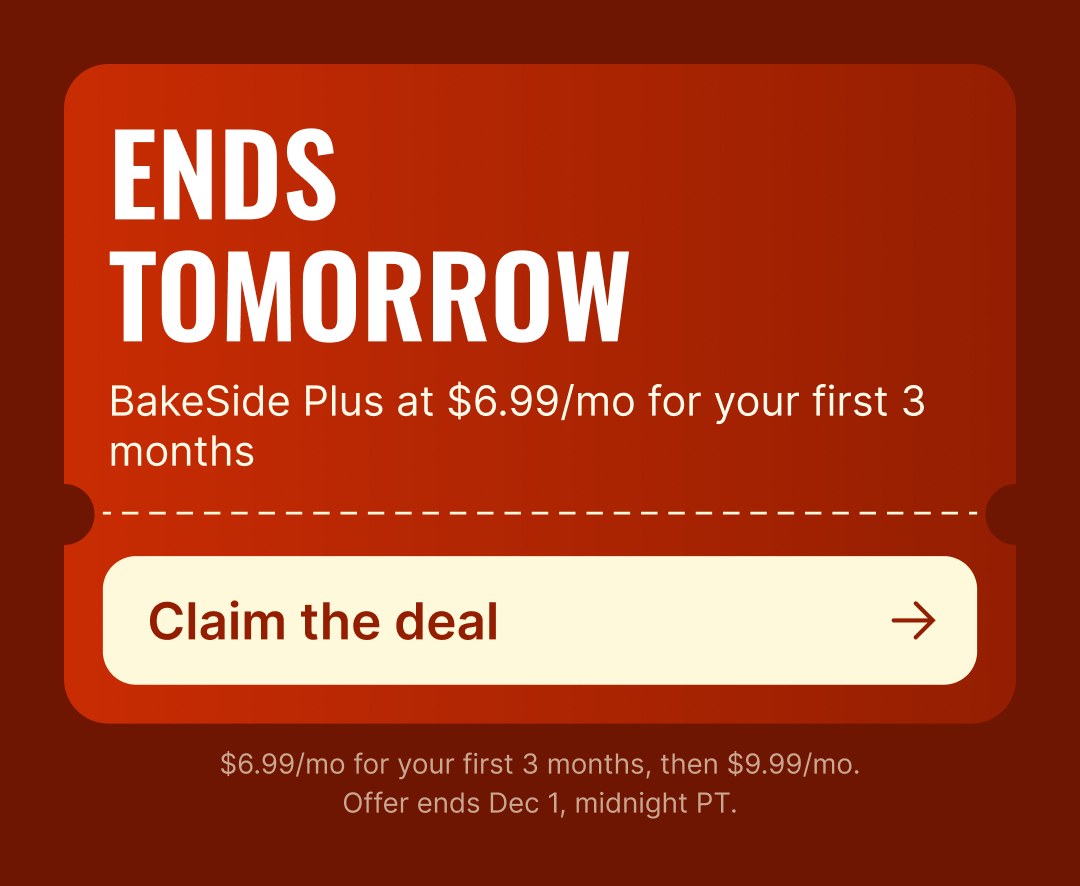 ENDS
TOMORROW
BakeSide Plus at $6.99/mo for your first 3
months
Claim the deal
$6.99/mo for your first 3 months, then $9.99/mo.
Offer ends Dec 1, midnight PT.